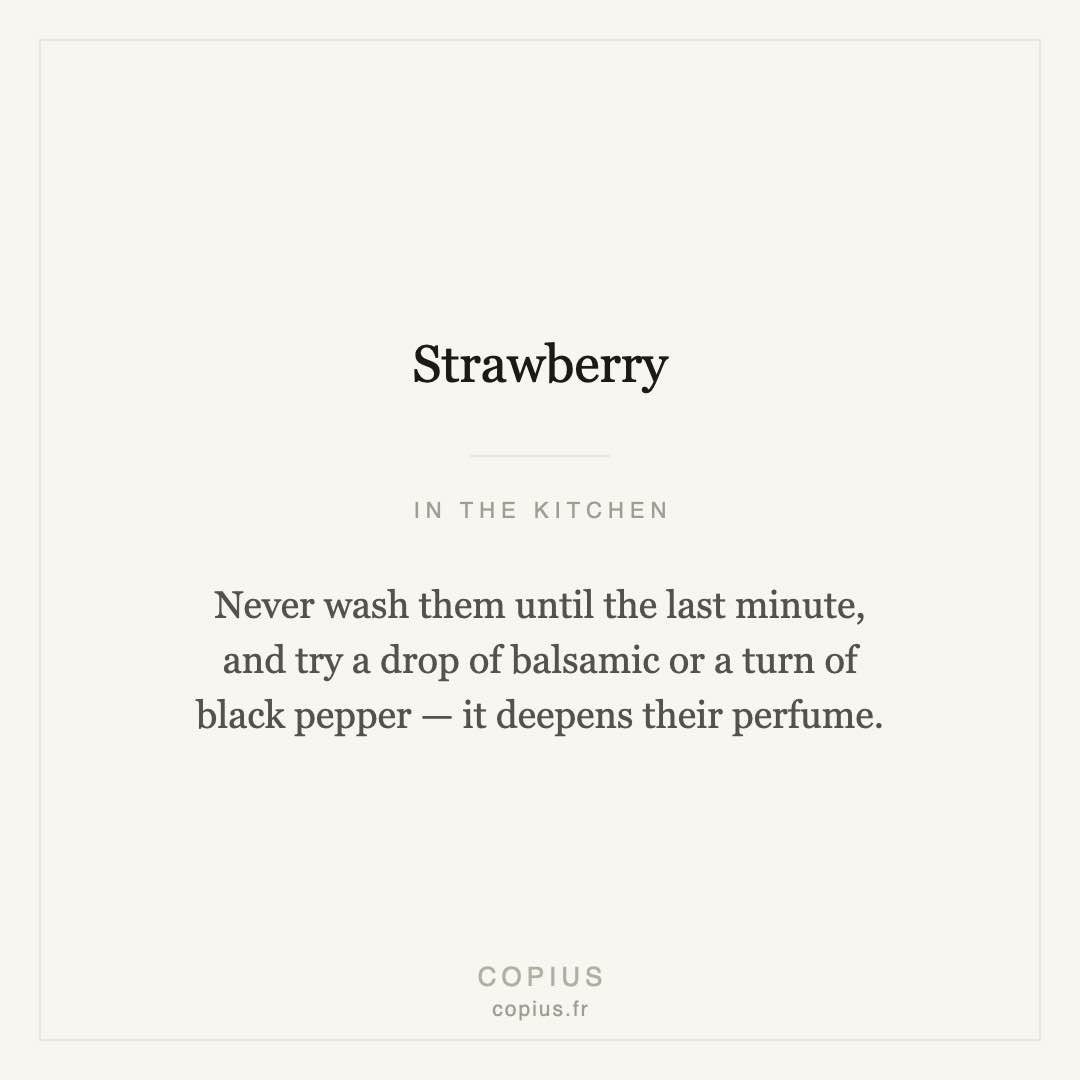 Strawberry
IN THE KITCHEN
Never wash them until the last minute,
and try a drop of balsamic or a turn of
black pepper — it deepens their perfume.
COPIUS
copius.fr